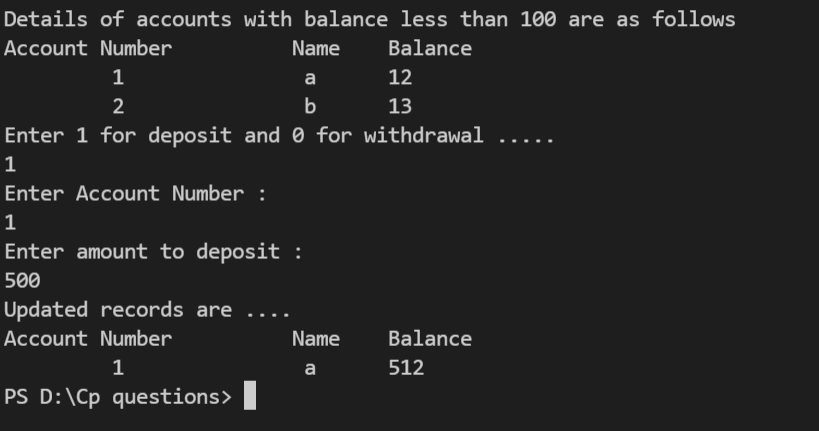 Details of accounts with balance less than 100 are as follows
Account Number          Name    Balance
         1               a      12
         2               b      13
Enter 1 for deposit and 0 for withdrawal .....
1
Enter Account Number :
1
Enter amount to deposit :
500
Updated records are ....
Account Number          Name    Balance
         1               a      512
PS D:\Cp questions>